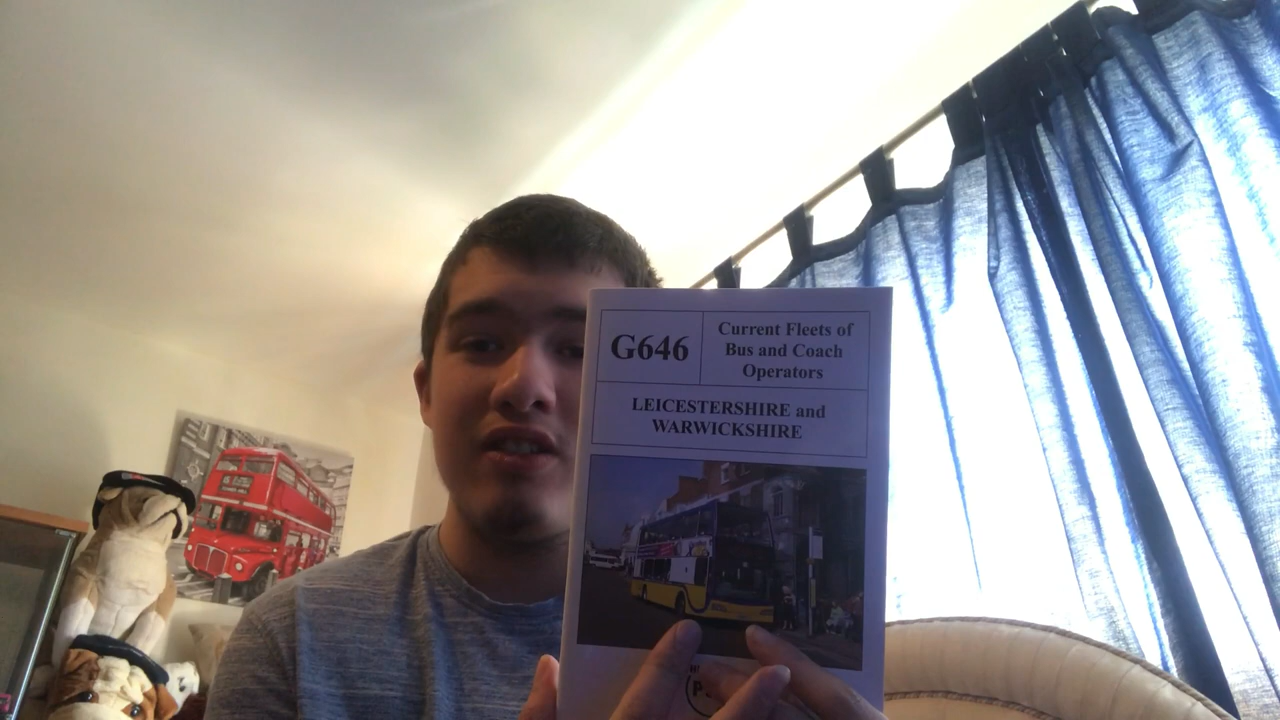 G646
Current Fleets of
Bus and Coach
Operators
LEICESTERSHIRE and
WARWICKSHIRE